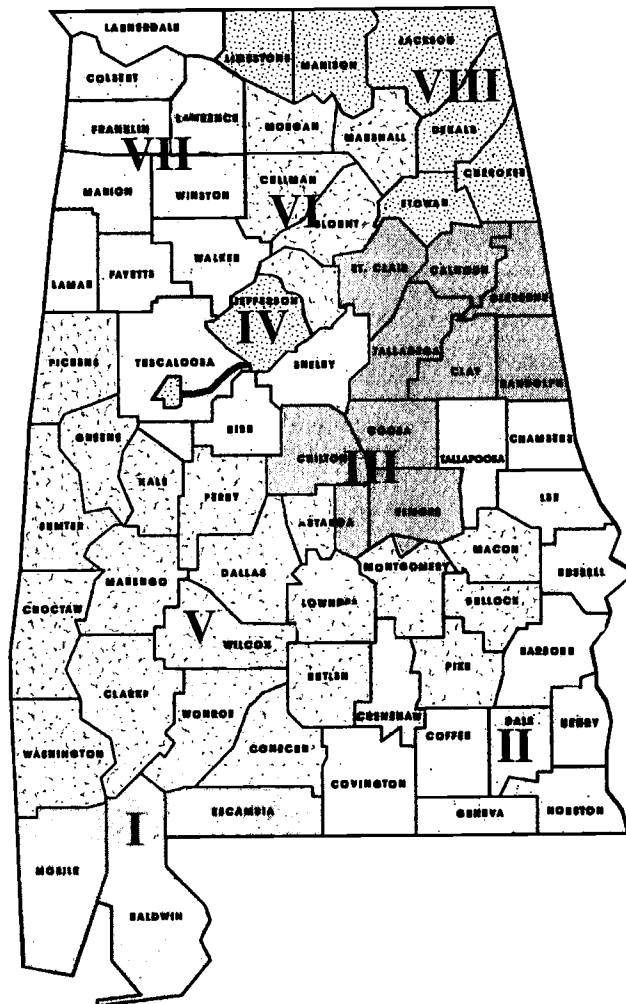 LAUDERDALE
LIMESTONE
MADISON
JACKSON
COLBERT
VIII
LAWRENCE
FRANKLIN
MORGAN
MARSHALL
DEKALB
VII
CHEROKEE
MARION
WINSTON
CULLMAN
ETOWAH
VI
BLOUNT
WALKER
ST. CLAIR
CALHOUN
LAMAR
FAYETTE
JEFFERSON
CLEBURNE
IV
PICKENS
TUSCALOOSA
SHELBY
TALLADEGA
CLAY
RANDOLPH
GREENE
BIBB
COOSA
CHAMBERS
CHILTON
TALLAPOOSA
HALE
PERRY
LEE
SUMTER
ELMORE
MACON
MARENGO
DALLAS
MONTGOMERY
RUSSELL
CHOCTAW
LOWNDES
BULLOCK
V
WILCOX
PIKE
BARBOUR
CLARKE
BUTLER
MONROE
CRENSHAW
COFFEE
DALE
HENRY
WASHINGTON
CONECUH
II
COVINGTON
ESCAMBIA
GENEVA
HOUSTON
I
MOBILE
BALDWIN